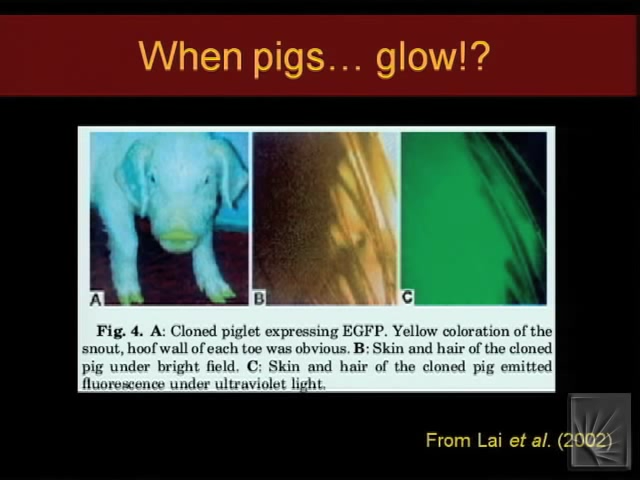 When pigs… glow!?
A
B
C
Fig. 4. A: Cloned piglet expressing EGFP. Yellow coloration of the
snout, hoof wall of each toe was obvious. B: Skin and hair of the cloned
pig under bright field. C: Skin and hair of the cloned pig emitted
fluorescence under ultraviolet light.
From Lai et al. (2002)